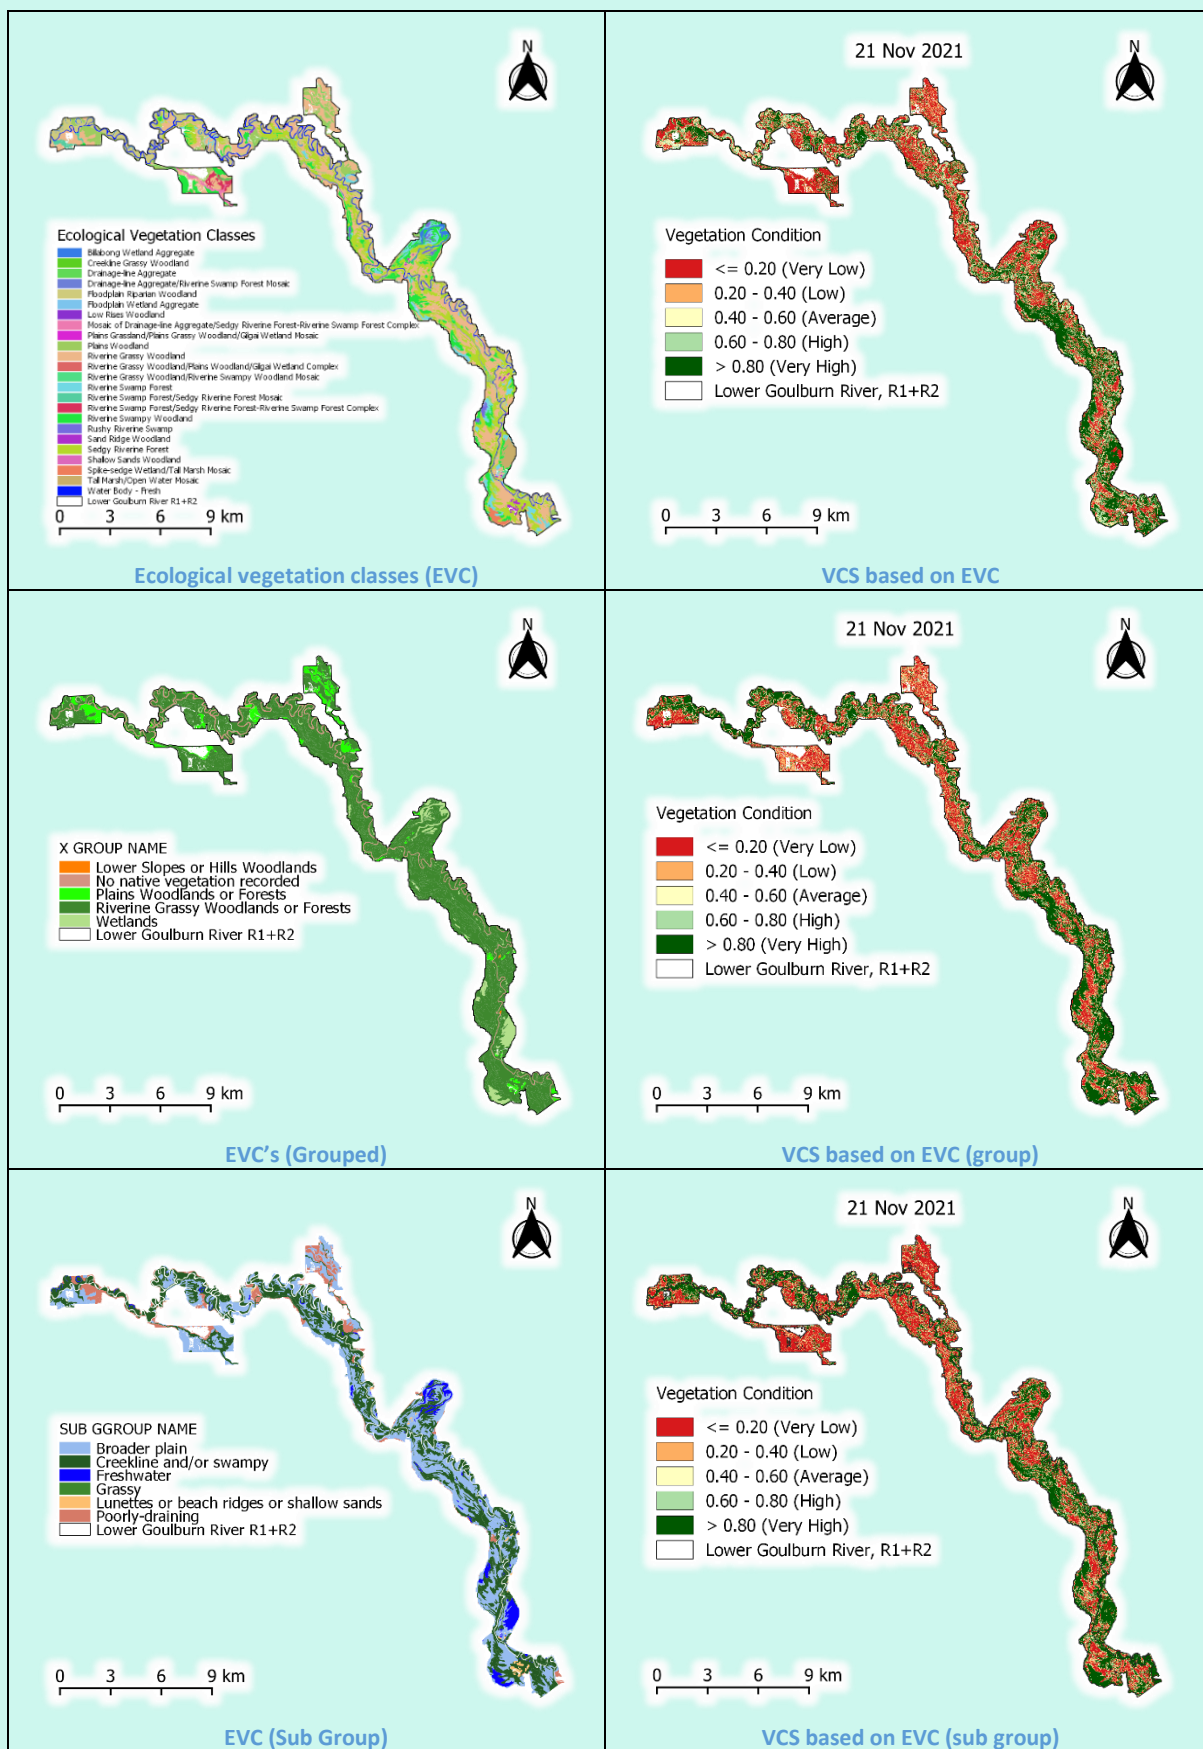 N
Ecological Vegetation Classes
Billabong Wetland Aggregate
Creekline Grassy Woodland
Drainage-line Aggregate
Drainage-line Aggregate/Riverine Swamp Forest Mosaic
Floodplain Riparian Woodland
Floodplain Wetland Aggregate
Low Rises Woodland
Mosaic of Drainage-line Aggregate/Sedgy Riverine Forest-Riverine Swamp Forest Complex
Plains Grassland/Plains Grassy Woodland/Gilgai Wetland Mosaic
Plains Woodland
Riverine Grassy Woodland
Riverine Grassy Woodland/Plains Woodland/Gilgai Wetland Complex
Riverine Grassy Woodland/Riverine Swampy Woodland Mosaic
Riverine Swamp Forest
Riverine Swamp Forest/Sedgy Riverine Forest Mosaic
Riverine Swamp Forest/Sedgy Riverine Forest-Riverine Swamp Forest Complex
Riverine Swampy Woodland
Rushy Riverine Swamp
Sand Ridge Woodland
Sedgy Riverine Forest
Shallow Sands Woodland
Spike-sedge Wetland/Tall Marsh Mosaic
Tall Marsh/Open Water Mosaic
Water Body - Fresh
Lower Goulburn River R1+R2
0 3 6 9 km
Ecological vegetation classes (EVC)
21 Nov 2021
N
Vegetation Condition
<= 0.20 (Very Low)
0.20 - 0.40 (Low)
0.40 - 0.60 (Average)
0.60 - 0.80 (High)
> 0.80 (Very High)
Lower Goulburn River, R1+R2
0 3 6 9 km
VCS based on EVC
N
X GROUP NAME
Lower Slopes or Hills Woodlands
No native vegetation recorded
Plains Woodlands or Forests
Riverine Grassy Woodlands or Forests
Wetlands
Lower Goulburn River R1+R2
0 3 6 9 km
EVC’s (Grouped)
21 Nov 2021
N
Vegetation Condition
<= 0.20 (Very Low)
0.20 - 0.40 (Low)
0.40 - 0.60 (Average)
0.60 - 0.80 (High)
> 0.80 (Very High)
Lower Goulburn River, R1+R2
0 3 6 9 km
VCS based on EVC (group)
N
SUB GGROUP NAME
Broader plain
Creekline and/or swampy
Freshwater
Grassy
Lunettes or beach ridges or shallow sands
Poorly-draining
Lower Goulburn River R1+R2
0 3 6 9 km
EVC (Sub Group)
21 Nov 2021
N
Vegetation Condition
<= 0.20 (Very Low)
0.20 - 0.40 (Low)
0.40 - 0.60 (Average)
0.60 - 0.80 (High)
> 0.80 (Very High)
Lower Goulburn River, R1+R2
0 3 6 9 km
VCS based on EVC (sub group)